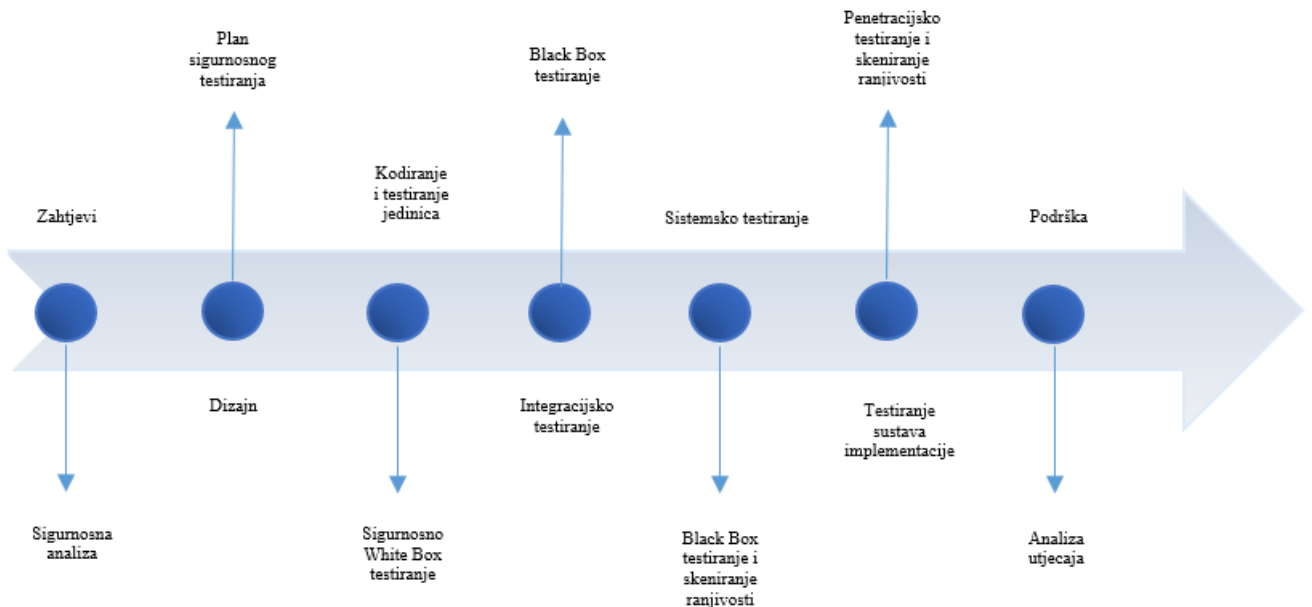 Plan
sigurnosnog
testiranja
Black Box
testiranje
Penetracijsko
testiranje i
skeniranje
ranjivosti
Zahtjevi
Kodiranje
i testiranje
jedinica
Sistemsko testiranje
Podrška
Dizajn
Integracijsko
testiranje
Testiranje
sustava
implementacije
Sigurnosna
analiza
Sigurnosno
White Box
testiranje
Black Box
testiranje i
skeniranje
ranjivosti
Analiza
utjecaja